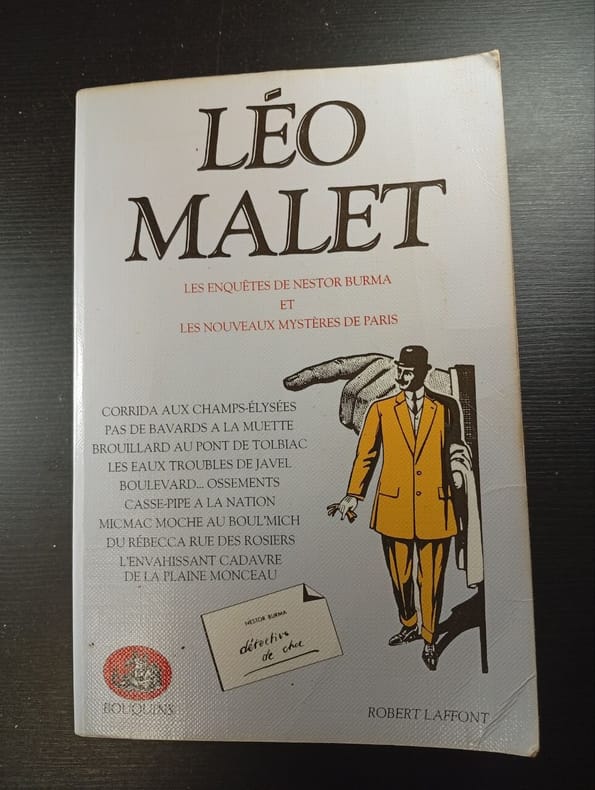 LÉO
MALET
LES ENQUÊTES DE NESTOR BURMA
ET
LES NOUVEAUX MYSTÈRES DE PARIS
CORRIDA AUX CHAMPS-ÉLYSÉES
PAS DE BAVARDS A LA MUETTE
BROUILLARD AU PONT DE TOLBIAC
LES EAUX TROUBLES DE JAVEL
BOULEVARD... OSSEMENTS
CASSE-PIPE A LA NATION
MICMAC MOCHE AU BOUL'MICH
DU RÉBECCA RUE DES ROSIERS
L'ENVAHISSANT CADAVRE
DE LA PLAINE MONCEAU
NESTOR BURMA
détective
de choc
BOUQUINS
ROBERT LAFFONT